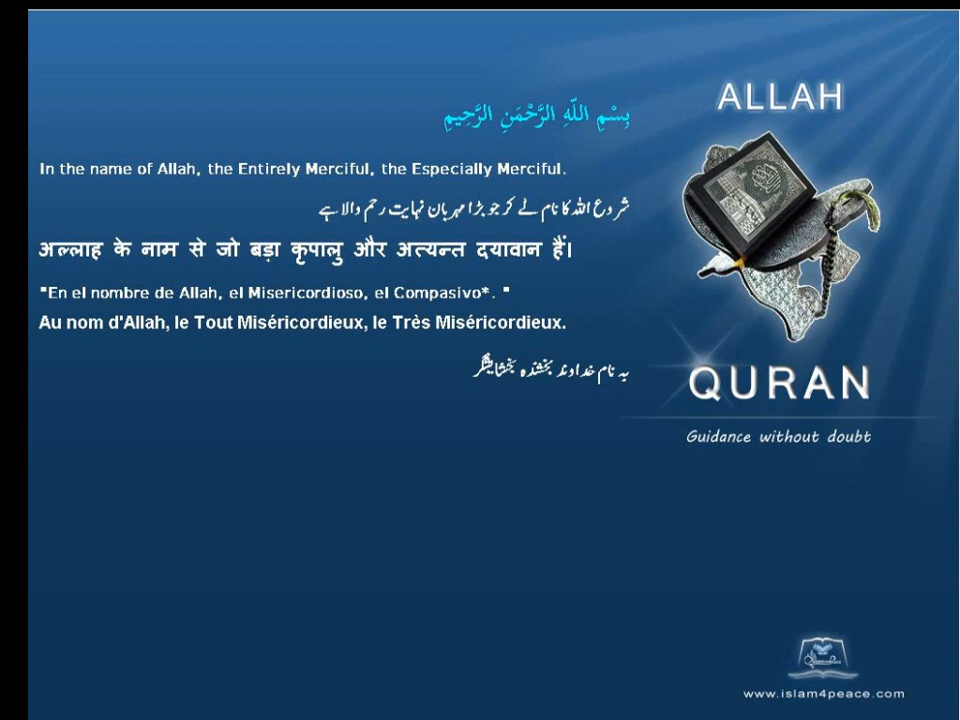 بِسْمِ اللَّهِ الرَّحْمَنِ الرَّحِيمِ
In the name of Allah, the Entirely Merciful, the Especially Merciful.
شروع الله کا نام لے کر جو بڑا مہربان نہایت رحم والا ہے
अल्लाह के नाम से जो बड़ा कृपालु और अत्यन्त दयावान हैं।
"En el nombre de Allah, el Misericordioso, el Compasivo*. "
Au nom d'Allah, le Tout Miséricordieux, le Très Miséricordieux.
به نام خداوند بخشنده بخشایشگر
ALLAH
QURAN
Guidance without doubt
www.islam4peace.com